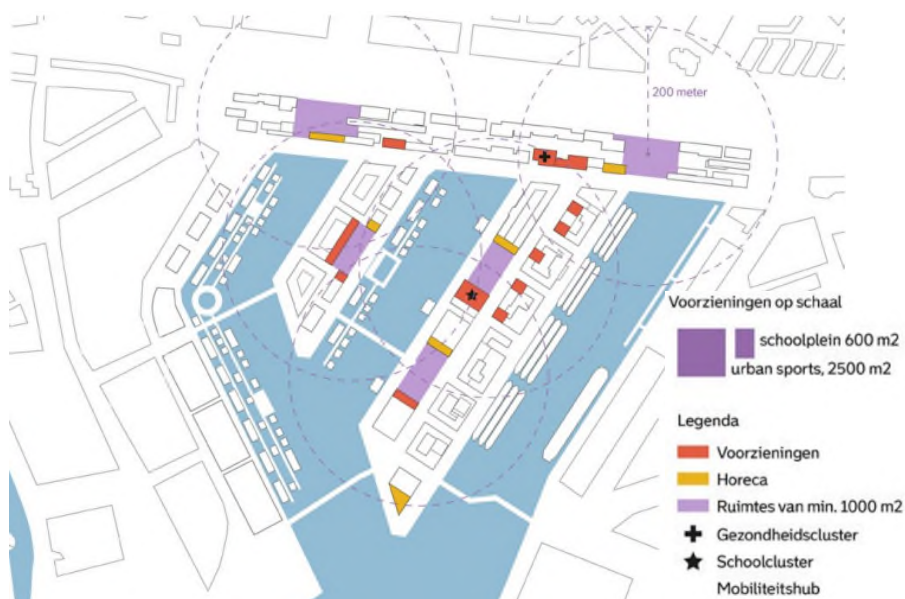 200 meter
Voorzieningen op schaal
schoolplein 600 m2
urban sports, 2500 m2
Legenda
Voorzieningen
Horeca
Ruimtes van min. 1000 m2
Gezondheidscluster
Schoolcluster
Mobiliteitshub